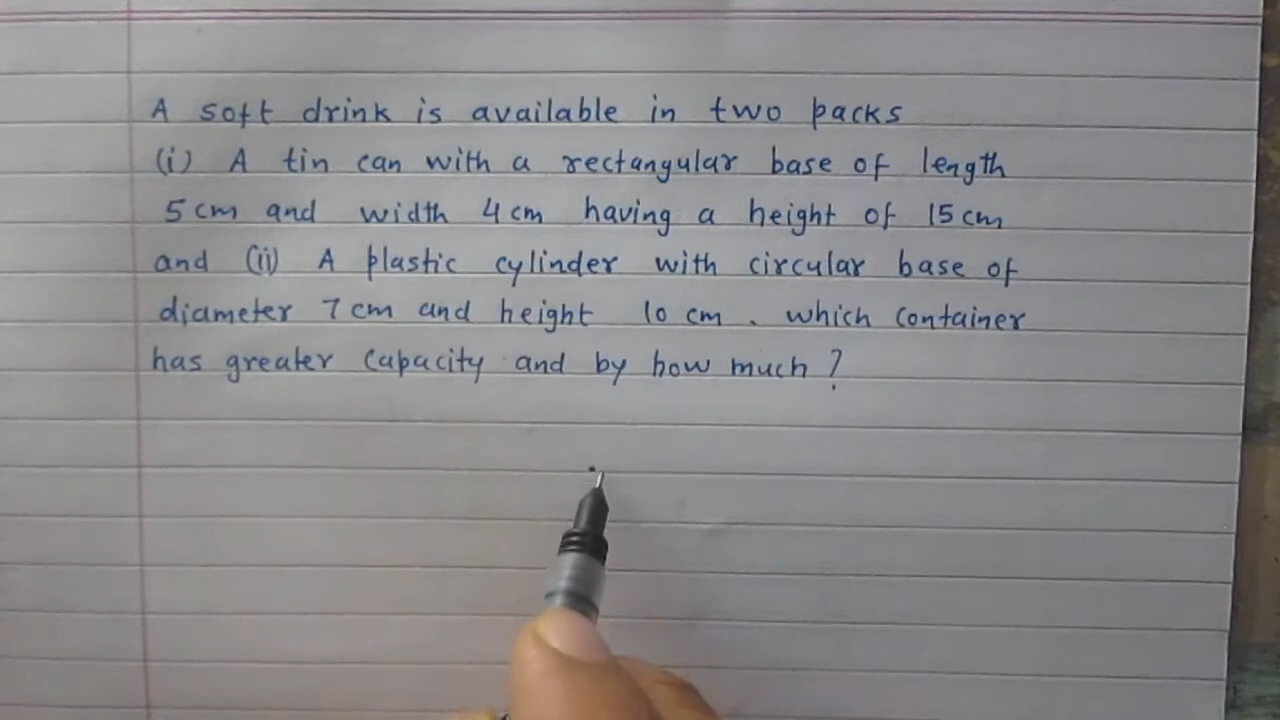 A soft drink is available in two packs
(i) A tin can with a rectangular base of length
5 cm and width 4 cm having a height of 15 cm
and (ii) A plastic cylinder with circular base of
diameter 7 cm and height 10 cm . which container
has greater capacity and by how much ?